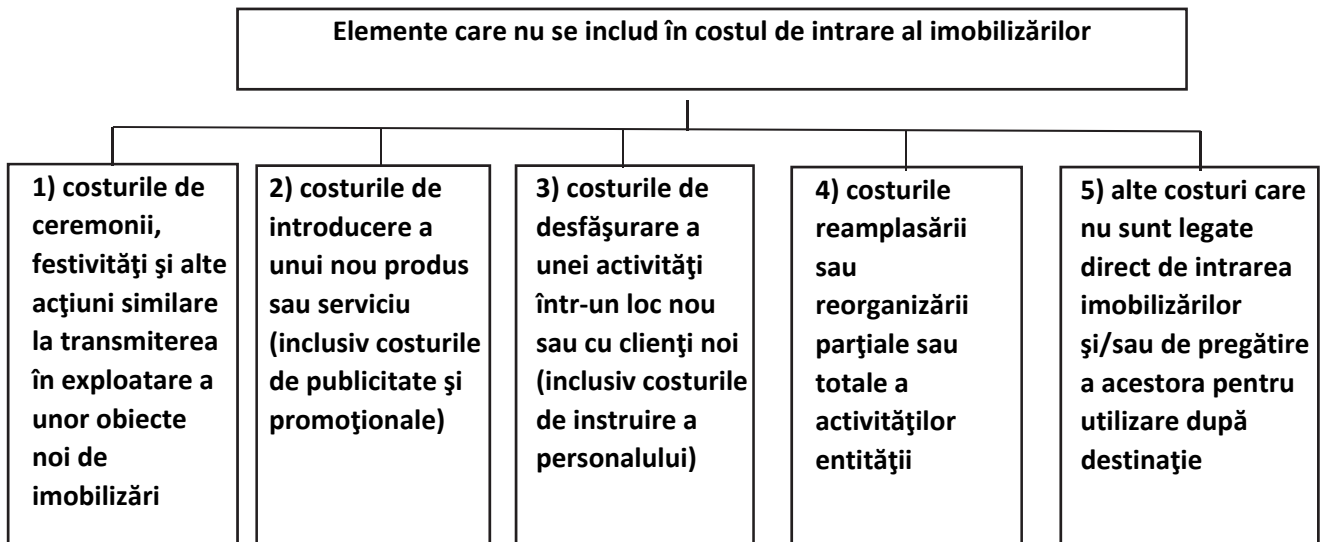 Elemente care nu se includ în costul de intrare al imobilizărilor
1) costurile de
ceremonii,
festivităţi şi alte
acţiuni similare
la transmiterea
în exploatare a
unor obiecte
noi de
imobilizări
2) costurile de
introducere a
unui nou produs
sau serviciu
(inclusiv costurile
de publicitate şi
promoţionale)
3) costurile de
desfăşurare a
unei activităţi
într-un loc nou
sau cu clienţi noi
(inclusiv costurile
de instruire a
personalului)
4) costurile
reamplasării
sau
reorganizării
parţiale sau
totale a
activităţilor
entităţii
5) alte costuri care
nu sunt legate
direct de intrarea
imobilizărilor
şi/sau de pregătire
a acestora pentru
utilizare după
destinaţie